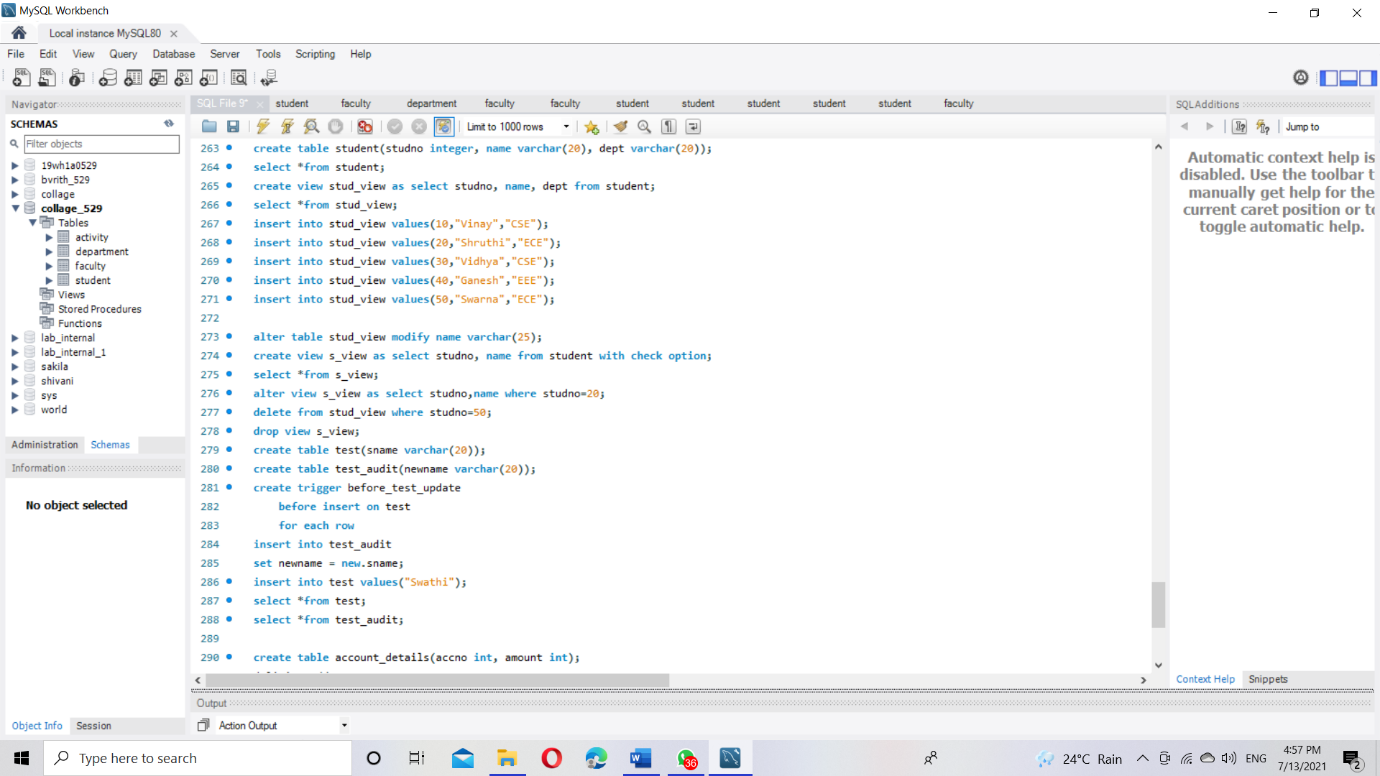 MySQL Workbench
Local instance MySQL80
File Edit View Query Database Server Tools Scripting Help
Navigator
SCHEMAS
Filter objects
19wh1a0529
bvrith_529
collage
collage_529
Tables
activity
department
faculty
student
Views
Stored Procedures
Functions
lab_internal
lab_internal_1
sakila
shivani
sys
world
Administration Schemas
Information
No object selected
Object Info Session
SQL File 9* student faculty department faculty faculty student student student student student faculty
Limit to 1000 rows
263 create table student(studno integer, name varchar(20), dept varchar(20));
264 select *from student;
265 create view stud_view as select studno, name, dept from student;
266 select *from stud_view;
267 insert into stud_view values(10,"Vinay","CSE");
268 insert into stud_view values(20,"Shruthi","ECE");
269 insert into stud_view values(30,"Vidhya","CSE");
270 insert into stud_view values(40,"Ganesh","EEE");
271 insert into stud_view values(50,"Swarna","ECE");
272
273 alter table stud_view modify name varchar(25);
274 create view s_view as select studno, name from student with check option;
275 select *from s_view;
276 alter view s_view as select studno,name where studno=20;
277 delete from stud_view where studno=50;
278 drop view s_view;
279 create table test(sname varchar(20));
280 create table test_audit(newname varchar(20));
281 create trigger before_test_update
282 before insert on test
283 for each row
284 insert into test_audit
285 set newname = new.sname;
286 insert into test values("Swathi");
287 select *from test;
288 select *from test_audit;
289
290 create table account_details(accno int, amount int);
Output
Action Output
SQLAdditions
Jump to
Automatic context help is
disabled. Use the toolbar t
manually get help for the
current caret position or to
toggle automatic help.
Context Help Snippets
Type here to search
36
24°C Rain
ENG
4:57 PM
7/13/2021
2